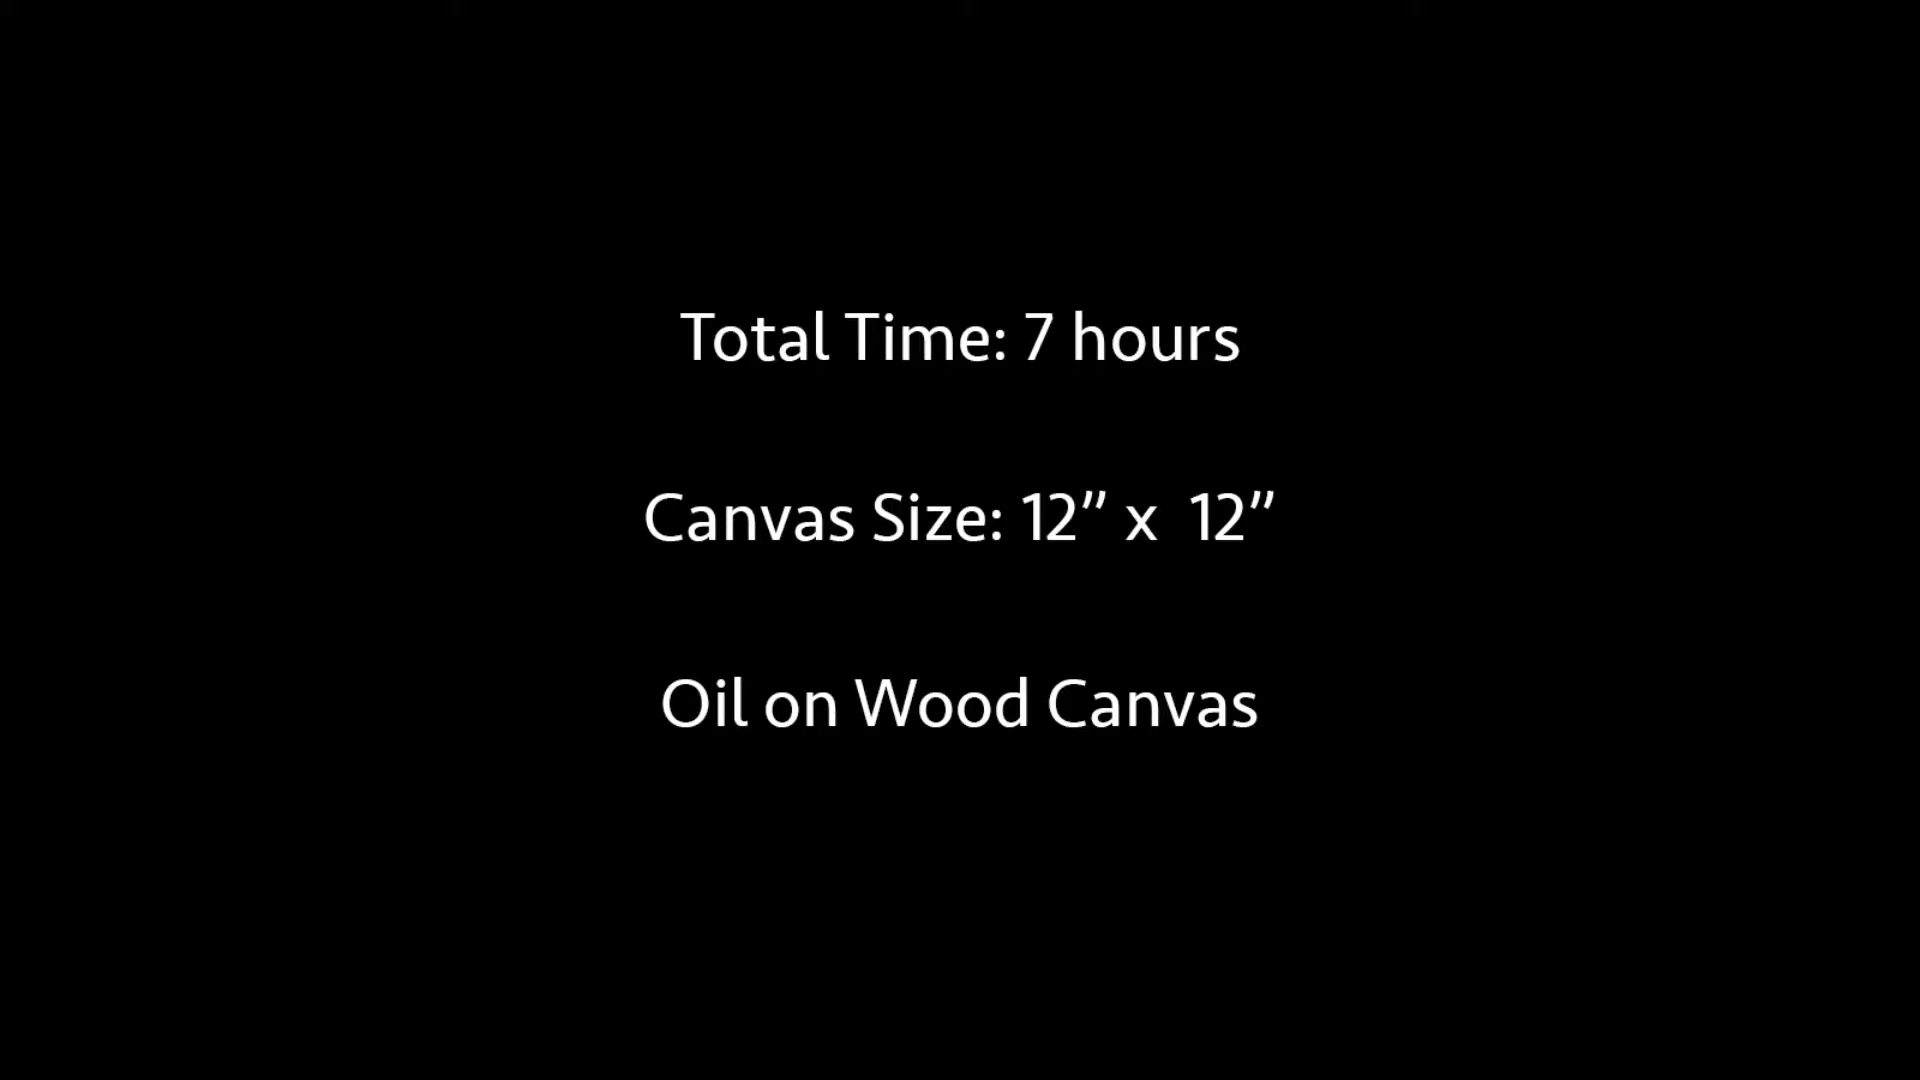 Total Time: 7 hours
Canvas Size: 12” x  12”
Oil on Wood Canvas